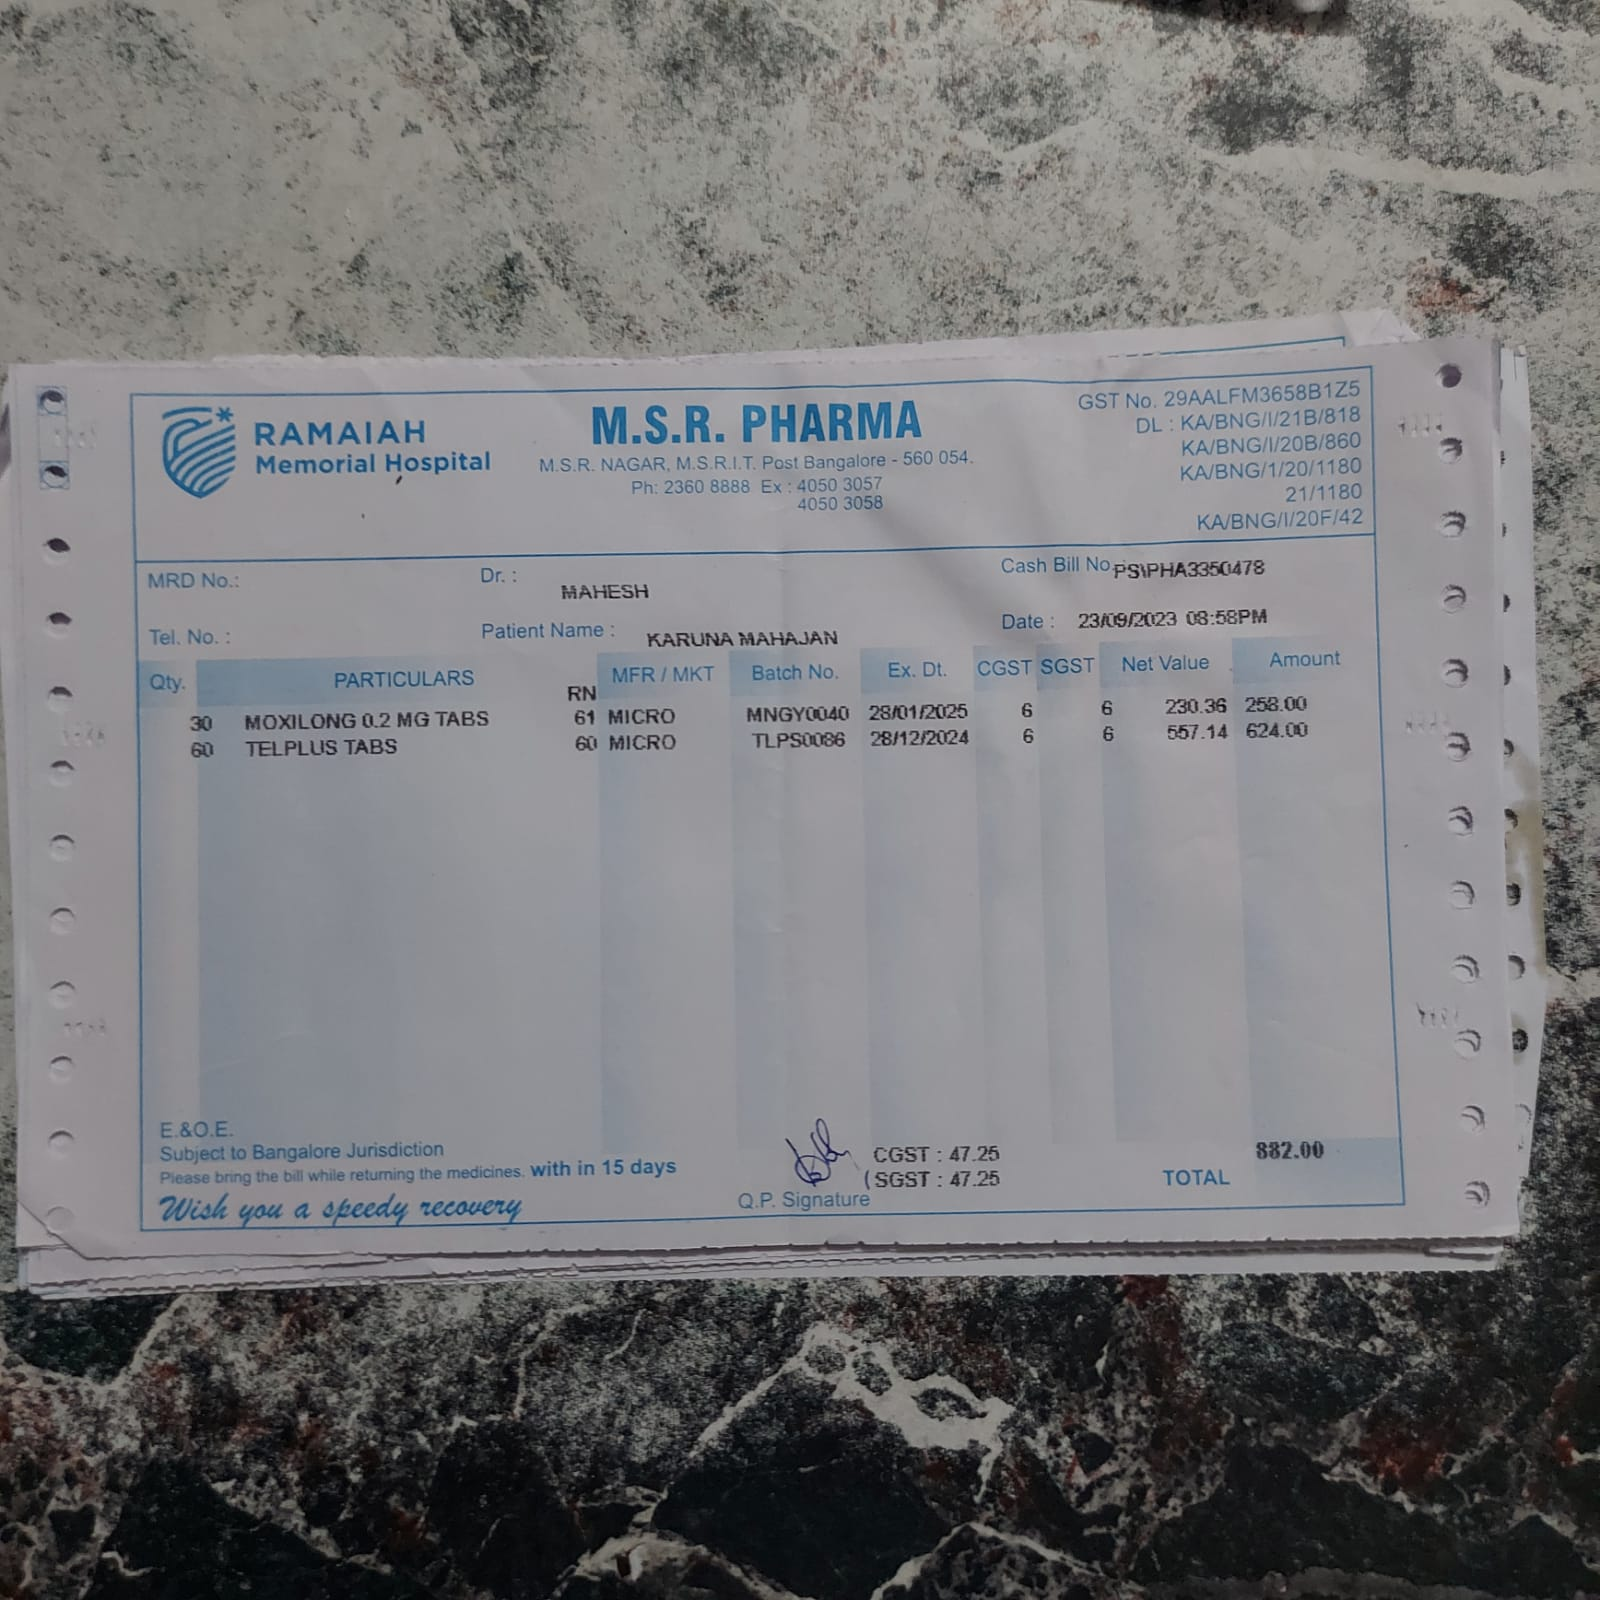 RAMAIAH
Memorial Hospital
M.S.R. PHARMA
M.S.R. NAGAR, M.S.R.I.T. Post Bangalore - 560 054.
Ph: 2360 8888 Ex : 4050 3057
4050 3058
GST No. 29AALFM3658B1Z5
DL : KA/BNG/I/21B/818
KA/BNG/I/20B/860
KA/BNG/1/20/1180
21/1180
KA/BNG/I/20F/42
MRD No.: Dr. : MAHESH Cash Bill No. PS\PHA3350478
Tel. No. : Patient Name : KARUNA MAHAJAN Date : 23/09/2023 08:58PM
Qty. PARTICULARS RN MFR / MKT Batch No. Ex. Dt. CGST SGST Net Value Amount
30 MOXILONG 0.2 MG TABS 61 MICRO MNGY0040 28/01/2025 6 6 230.36 258.00
60 TELPLUS TABS 60 MICRO TLPS0086 28/12/2024 6 6 557.14 624.00
E.&O.E.
Subject to Bangalore Jurisdiction
Please bring the bill while returning the medicines. with in 15 days
Wish you a speedy recovery
Q.P. Signature
CGST : 47.25
(SGST : 47.25
TOTAL 882.00